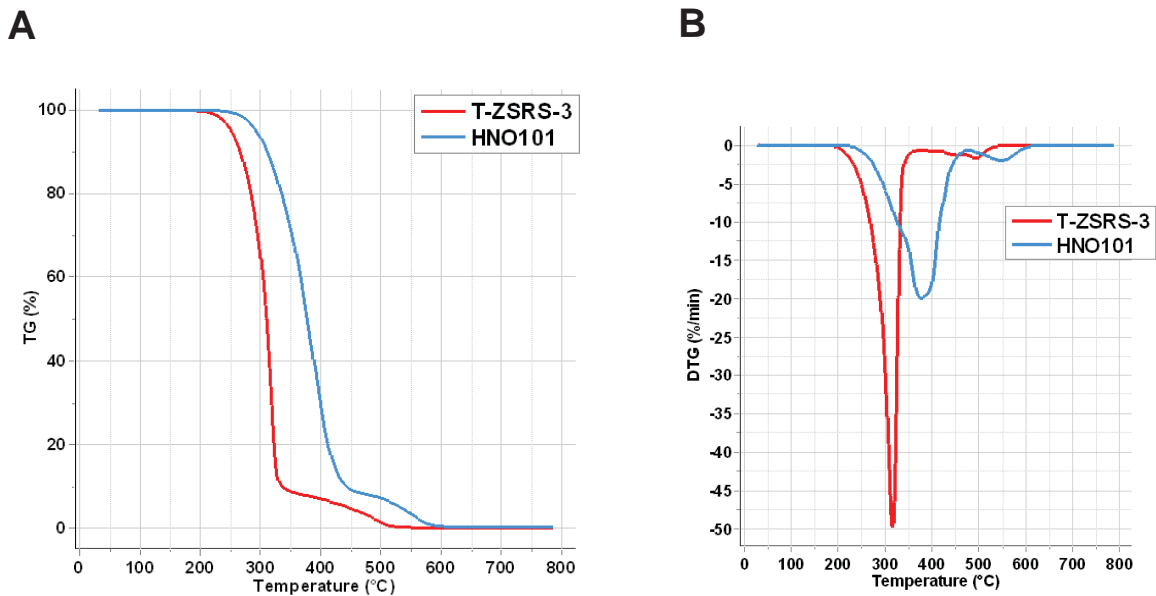 A
B
T-ZSRS-3
HNO101
100
80
60
40
20
0
TG (%)
0 100 200 300 400 500 600 700 800
Temperature (°C)
0
-5
-10
-15
-20
-25
-30
-35
-40
-45
-50
DTG (%/min)
T-ZSRS-3
HNO101
0 100 200 300 400 500 600 700 800
Temperature (°C)